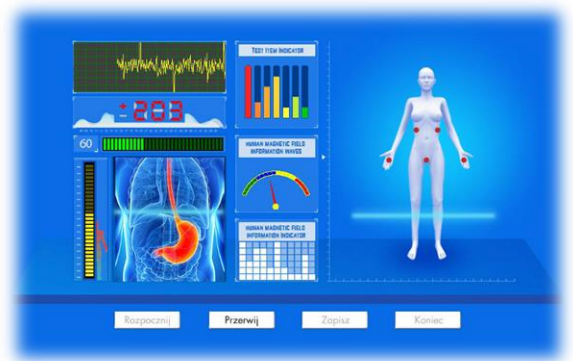 TEST ITEM INDICATOR
+ 203
60
HUMAN MAGNETIC FIELD
INFORMATION WAVES
HUMAN MAGNETIC FIELD
INFORMATION INDICATOR
Rozpocznij
Przerwij
Zapisz
Koniec